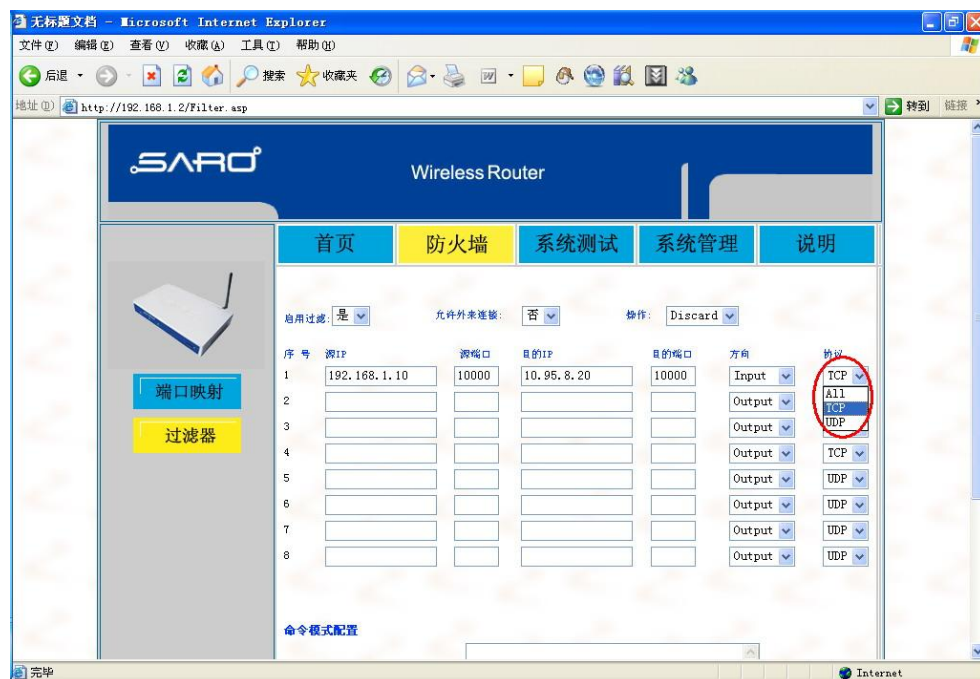 无标题文档 - Microsoft Internet Explorer
文件(F) 编辑(E) 查看(V) 收藏(A) 工具(T) 帮助(H)
后退 搜索 收藏夹
地址(D) http://192.168.1.2/Filter.asp 转到 链接
SARO
Wireless Router
首页 防火墙 系统测试 系统管理 说明
端口映射
过滤器
启用过滤: 是 允许外来连接: 否 操作: Discard
序号 源IP 源端口 目的IP 目的端口 方向 协议
1 192.168.1.10 10000 10.95.8.20 10000 Input TCP
All
TCP
UDP
2 Output
3 Output
4 Output TCP
5 Output UDP
6 Output UDP
7 Output UDP
8 Output UDP
命令模式配置
完毕 Internet